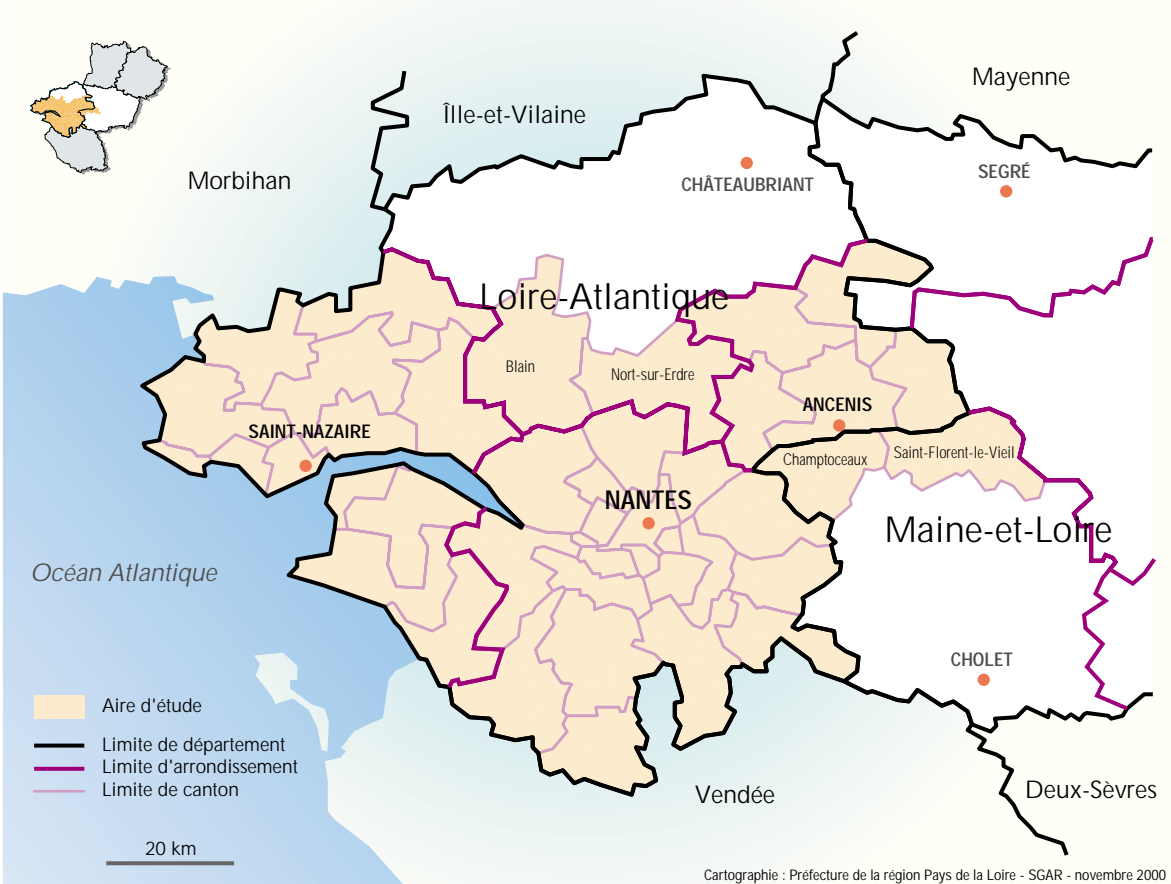 Mayenne
Îlle-et-Vilaine
Morbihan
CHÂTEAUBRIANT
SEGRÉ
Loire-Atlantique
Blain
Nort-sur-Erdre
ANCENIS
SAINT-NAZAIRE
Champtoceaux
Saint-Florent-le-Vieil
NANTES
Maine-et-Loire
Océan Atlantique
CHOLET
Aire d'étude
Limite de département
Limite d'arrondissement
Limite de canton
Vendée
Deux-Sèvres
20 km
Cartographie : Préfecture de la région Pays de la Loire - SGAR - novembre 2000